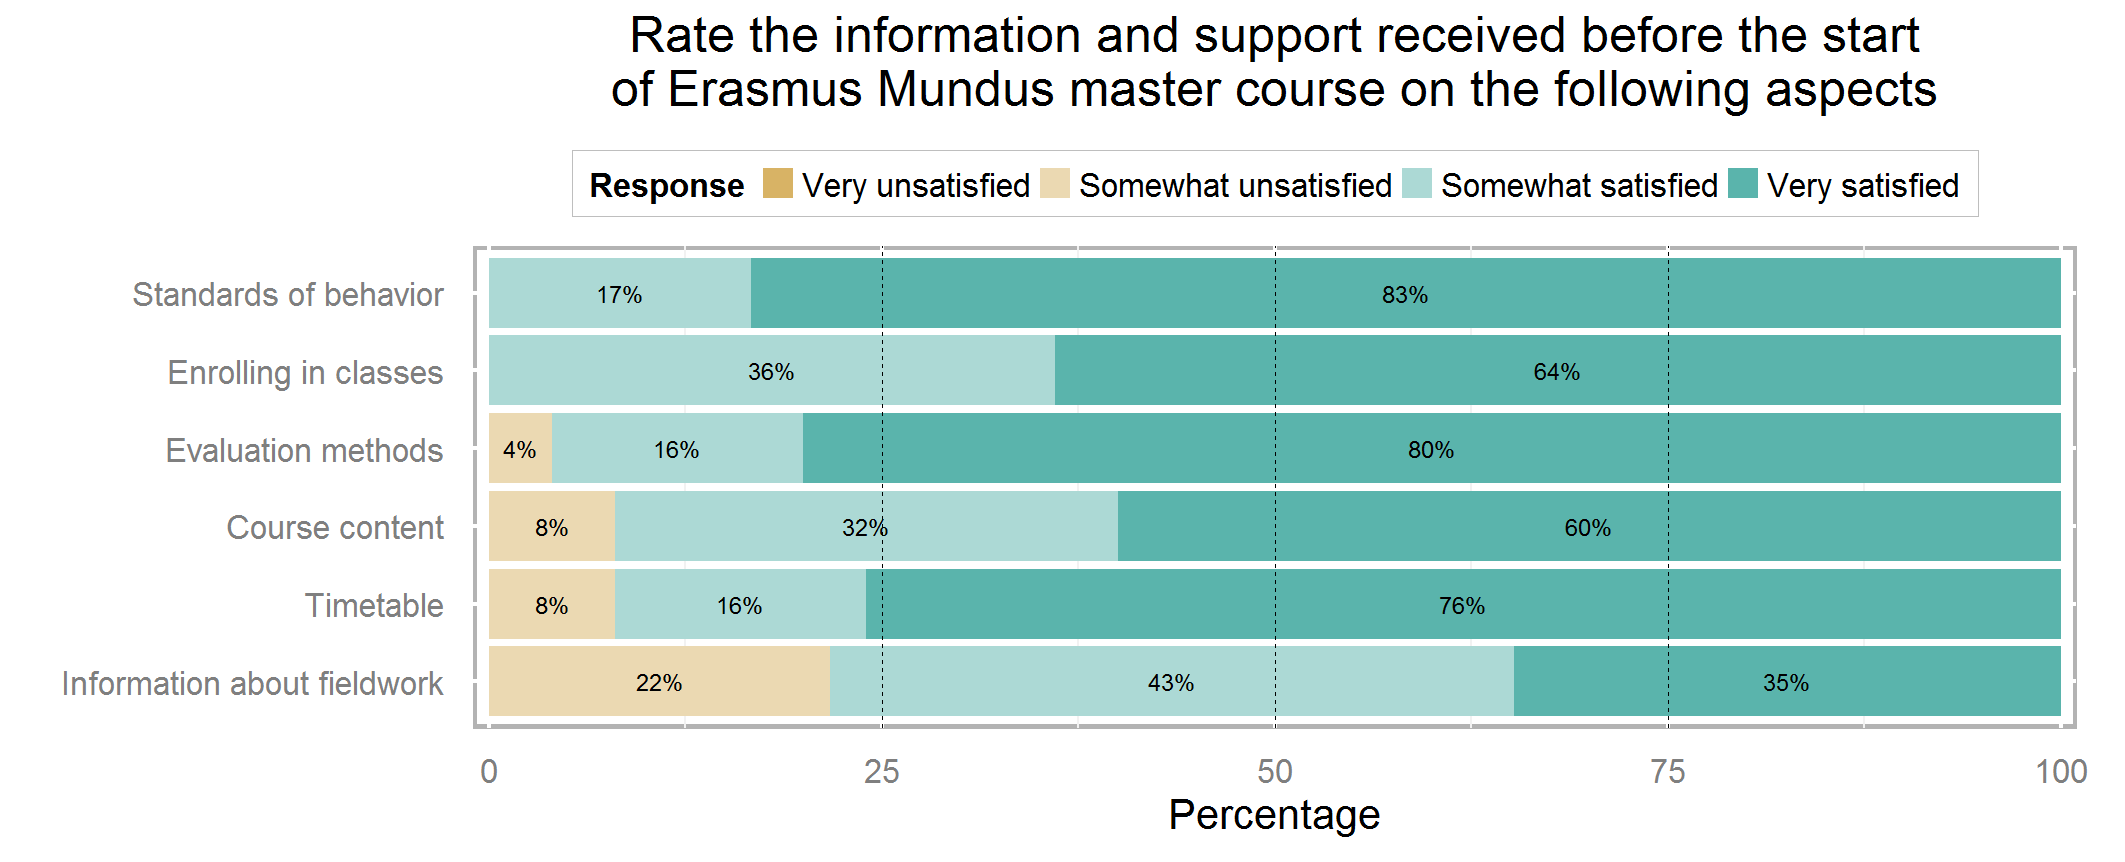 Rate the information and support received before the start
of Erasmus Mundus master course on the following aspects
Response Very unsatisfied Somewhat unsatisfied Somewhat satisfied Very satisfied
Standards of behavior 17% 83%
Enrolling in classes 36% 64%
Evaluation methods 4% 16% 80%
Course content 8% 32% 60%
Timetable 8% 16% 76%
Information about fieldwork 22% 43% 35%
0 25 50 75 100
Percentage